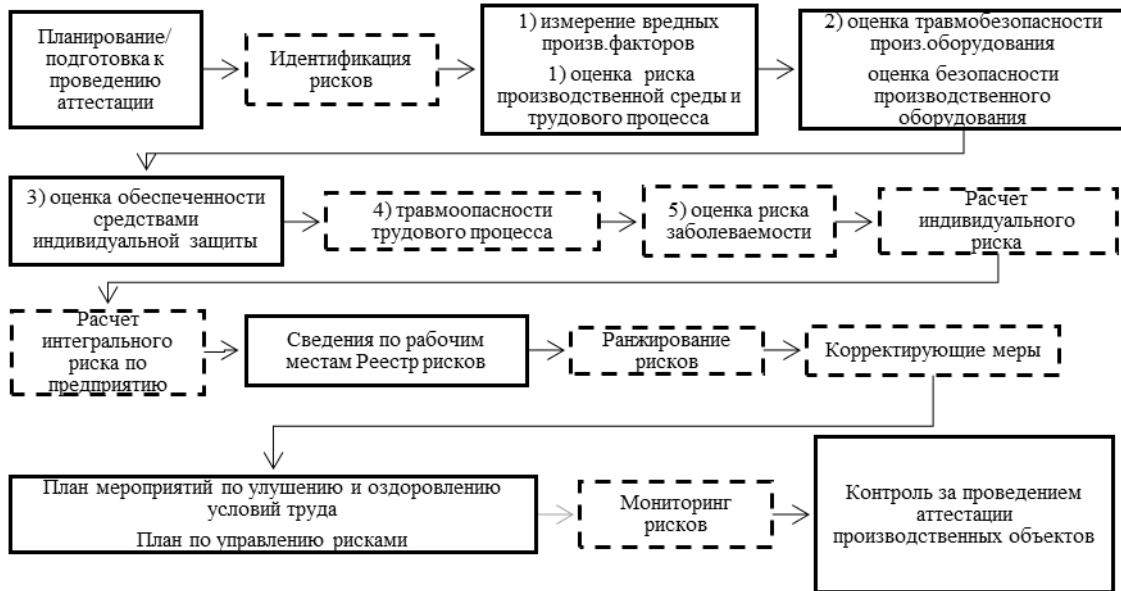 Планирование/
подготовка к
проведению
аттестации
Идентификация
рисков
1) измерение вредных
произв.факторов
1) оценка риска
производственной среды и
трудового процесса
2) оценка травмобезопасности
произ.оборудования
оценка безопасности
производственного
оборудования
3) оценка обеспеченности
средствами
индивидуальной защиты
4) травмоопасности
трудового процесса
5) оценка риска
заболеваемости
Расчет
индивидуального
риска
Расчет
интегрального
риска по
предприятию
Сведения по рабочим
местам Реестр рисков
Ранжирование
рисков
Корректирующие меры
План мероприятий по улушению и оздоровлению
условий труда
План по управлению рисками
Мониторинг
рисков
Контроль за проведением
аттестации
производственных объектов